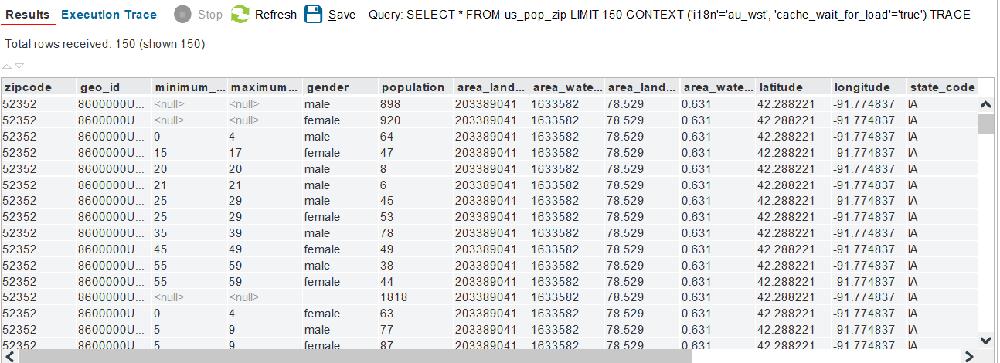 Results Execution Trace Stop Refresh Save Query: SELECT * FROM us_pop_zip LIMIT 150 CONTEXT ('i18n'='au_wst', 'cache_wait_for_load'='true') TRACE
Total rows received: 150 (shown 150)
zipcode geo_id minimum_... maximum... gender population area_land... area_wate... area_land... area_wate... latitude longitude state_code
52352 8600000U... <null> <null> male 898 203389041 1633582 78.529 0.631 42.288221 -91.774837 IA
52352 8600000U... <null> <null> female 920 203389041 1633582 78.529 0.631 42.288221 -91.774837 IA
52352 8600000U... 0 4 male 64 203389041 1633582 78.529 0.631 42.288221 -91.774837 IA
52352 8600000U... 15 17 female 47 203389041 1633582 78.529 0.631 42.288221 -91.774837 IA
52352 8600000U... 20 20 male 8 203389041 1633582 78.529 0.631 42.288221 -91.774837 IA
52352 8600000U... 21 21 male 6 203389041 1633582 78.529 0.631 42.288221 -91.774837 IA
52352 8600000U... 25 29 male 45 203389041 1633582 78.529 0.631 42.288221 -91.774837 IA
52352 8600000U... 25 29 female 53 203389041 1633582 78.529 0.631 42.288221 -91.774837 IA
52352 8600000U... 35 39 male 78 203389041 1633582 78.529 0.631 42.288221 -91.774837 IA
52352 8600000U... 45 49 female 49 203389041 1633582 78.529 0.631 42.288221 -91.774837 IA
52352 8600000U... 55 59 male 38 203389041 1633582 78.529 0.631 42.288221 -91.774837 IA
52352 8600000U... 55 59 female 44 203389041 1633582 78.529 0.631 42.288221 -91.774837 IA
52352 8600000U... <null> <null> 1818 203389041 1633582 78.529 0.631 42.288221 -91.774837 IA
52352 8600000U... 0 4 female 63 203389041 1633582 78.529 0.631 42.288221 -91.774837 IA
52352 8600000U... 5 9 male 77 203389041 1633582 78.529 0.631 42.288221 -91.774837 IA
52352 8600000U... 5 9 female 87 203389041 1633582 78.529 0.631 42.288221 -91.774837 IA